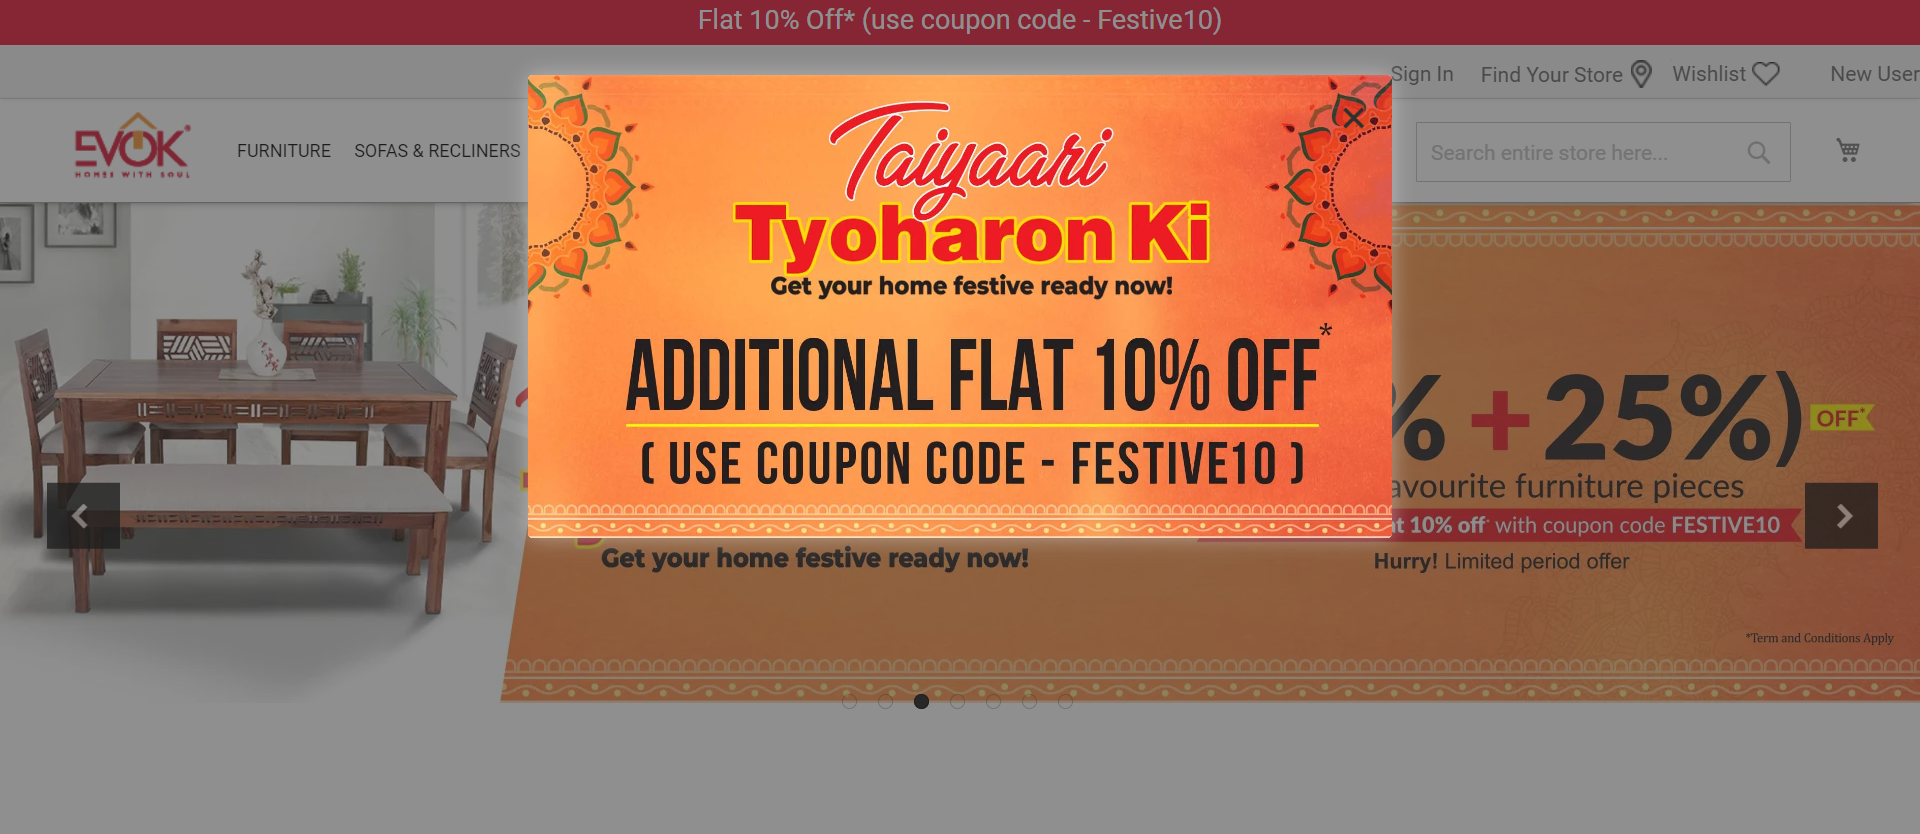 Flat 10% Off* (use coupon code - Festive10)
Sign In Find Your Store Wishlist New User
EVOK
HOMES WITH SOUL
FURNITURE SOFAS & RECLINERS
Search entire store here...
Taiyaari
Tyoharon Ki
Get your home festive ready now!
ADDITIONAL FLAT 10% OFF*
( USE COUPON CODE - FESTIVE10 )
% + 25%) OFF*
avourite furniture pieces
at 10% off* with coupon code FESTIVE10
Get your home festive ready now!
Hurry! Limited period offer
*Term and Conditions Apply